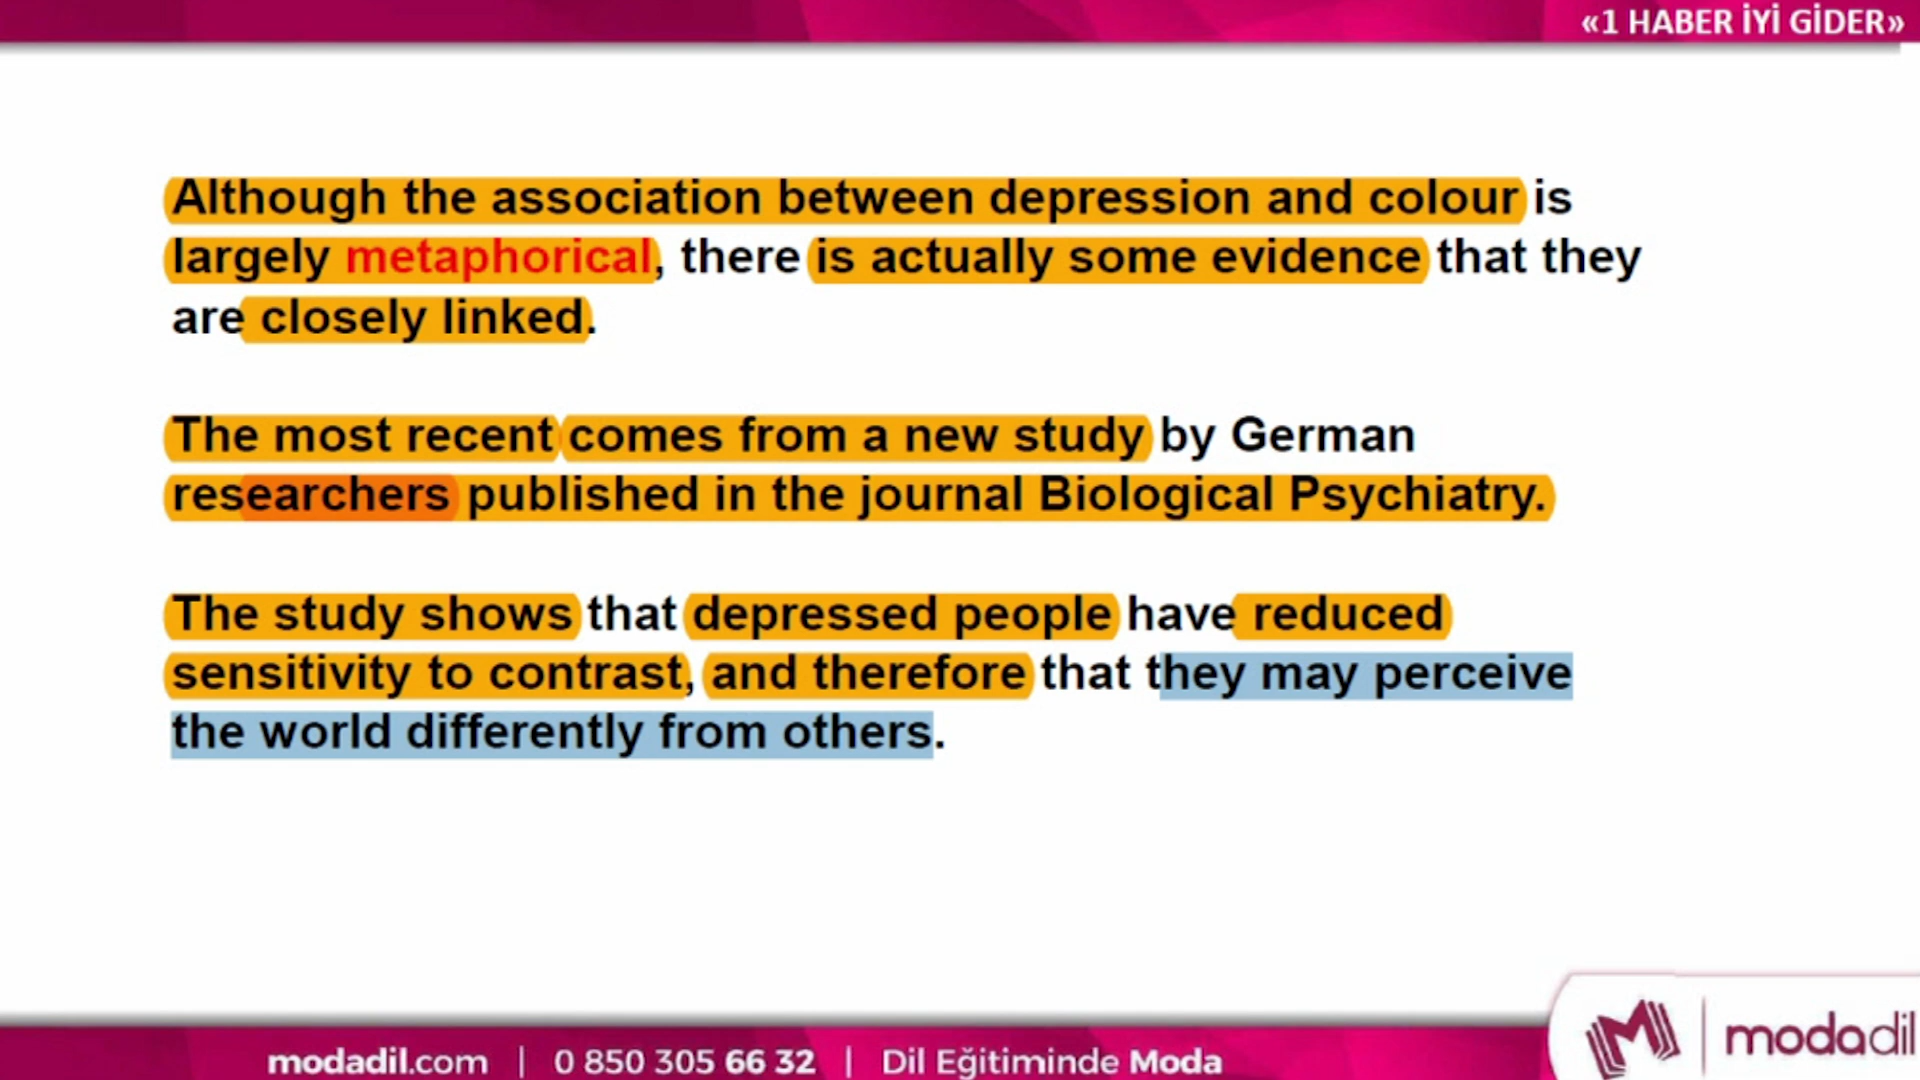 «1 HABER İYİ GİDER»
Although the association between depression and colour is
largely metaphorical, there is actually some evidence that they
are closely linked.
The most recent comes from a new study by German
researchers published in the journal Biological Psychiatry.
The study shows that depressed people have reduced
sensitivity to contrast, and therefore that they may perceive
the world differently from others.
modadil.com | 0 850 305 66 32 | Dil Eğitiminde Moda
modadil